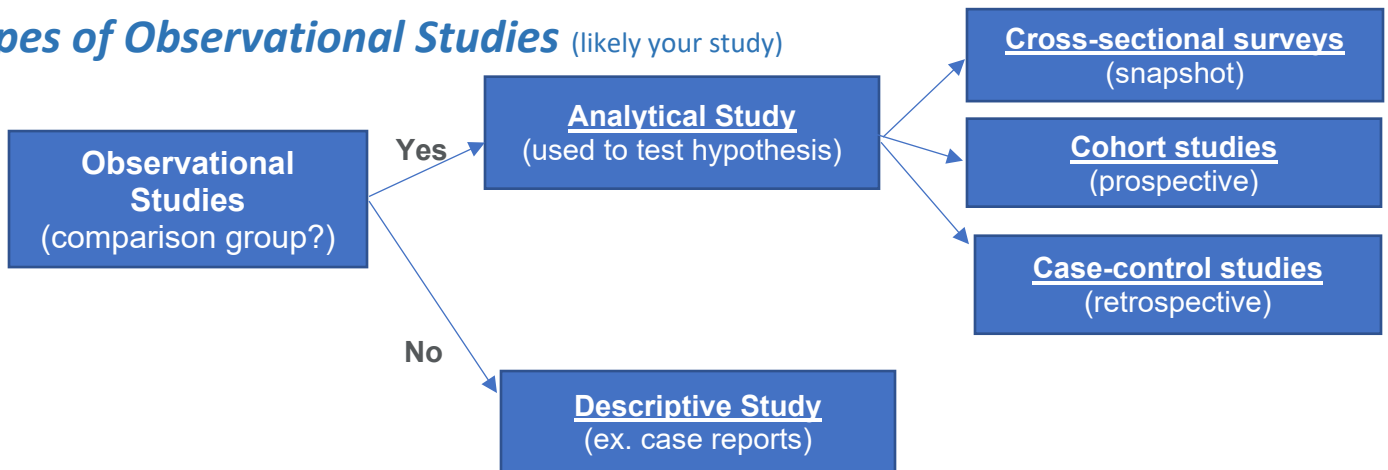 pes of Observational Studies (likely your study)
Cross-sectional surveys
(snapshot)
Analytical Study
(used to test hypothesis)
Yes
Observational
Studies
(comparison group?)
Cohort studies
(prospective)
Case-control studies
(retrospective)
No
Descriptive Study
(ex. case reports)